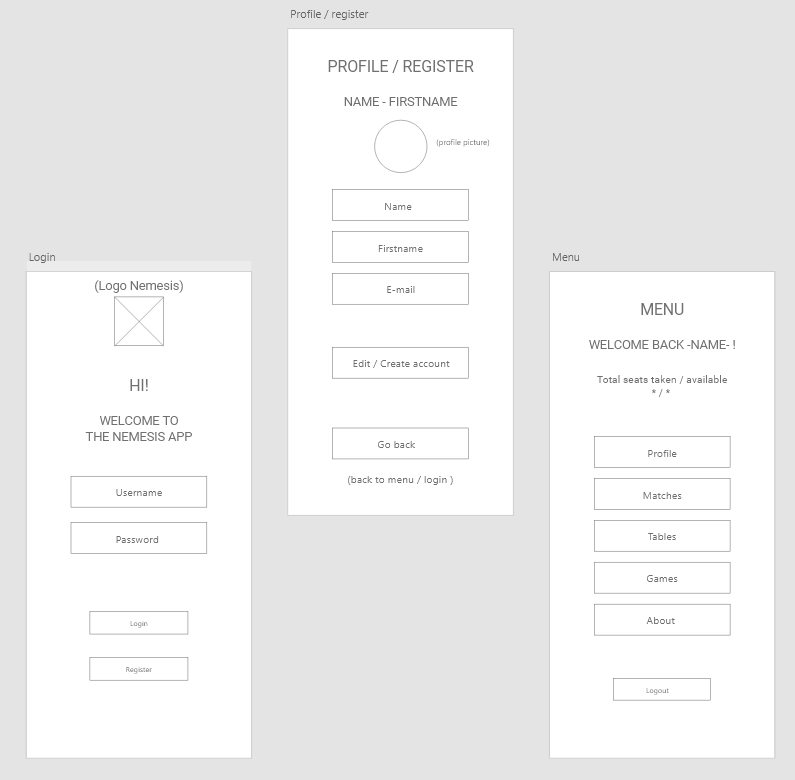 Profile / register
PROFILE / REGISTER
NAME - FIRSTNAME
(profile picture)
Name
Firstname
E-mail
Edit / Create account
Go back
(back to menu / login )
Login
(Logo Nemesis)
HI!
WELCOME TO
THE NEMESIS APP
Username
Password
Login
Register
Menu
MENU
WELCOME BACK -NAME- !
Total seats taken / available
* / *
Profile
Matches
Tables
Games
About
Logout